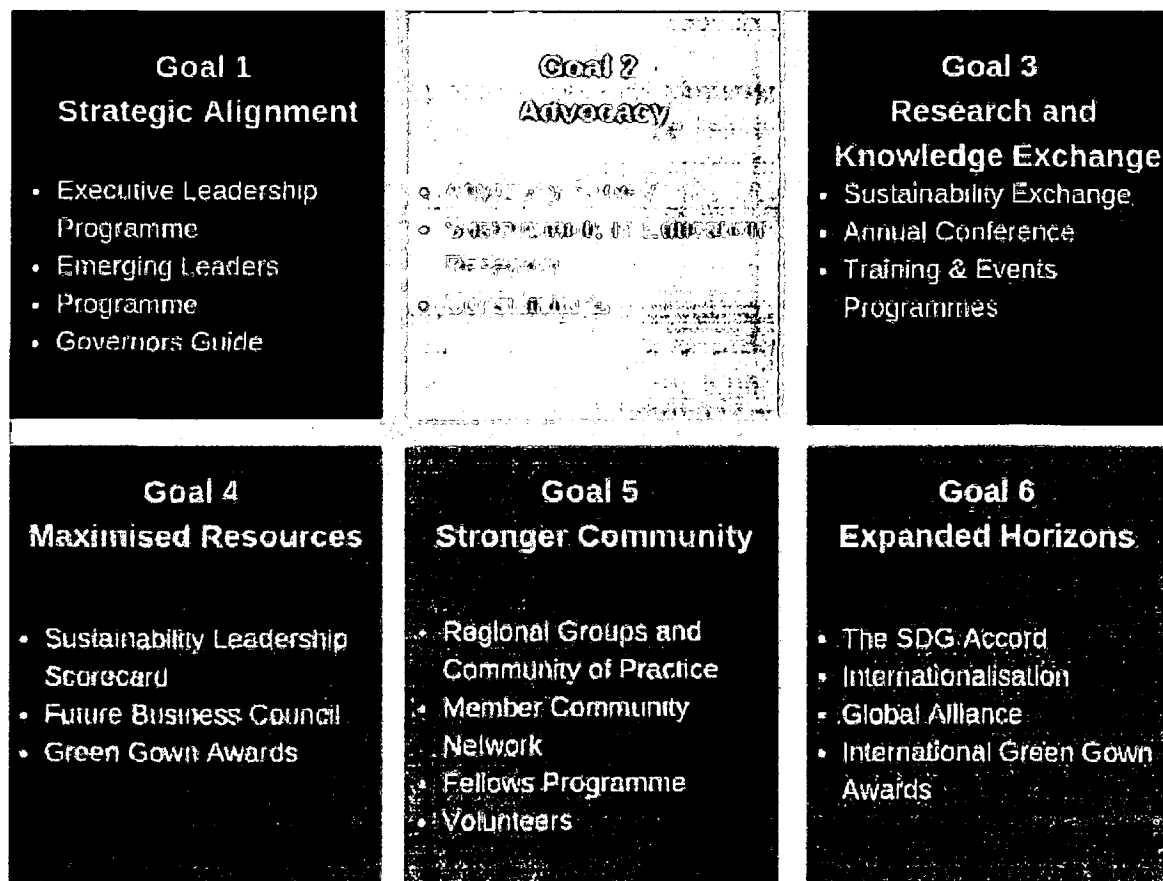 Goal 1
Strategic Alignment
• Executive Leadership
Programme
• Emerging Leaders
• Programme
• Governors Guide
Goal 2
Advocacy
Goal 3
Research and
Knowledge Exchange
• Sustainability Exchange
• Annual Conference
• Training & Events
Programmes
Goal 4
Maximised Resources
• Sustainability Leadership
Scorecard
• Future Business Council
• Green Gown Awards
Goal 5
Stronger Community
• Regional Groups and
Community of Practice
• Member Community
Network
• Fellows Programme
• Volunteers
Goal 6
Expanded Horizons
• The SDG Accord
• Internationalisation
• Global Alliance
• International Green Gown
Awards